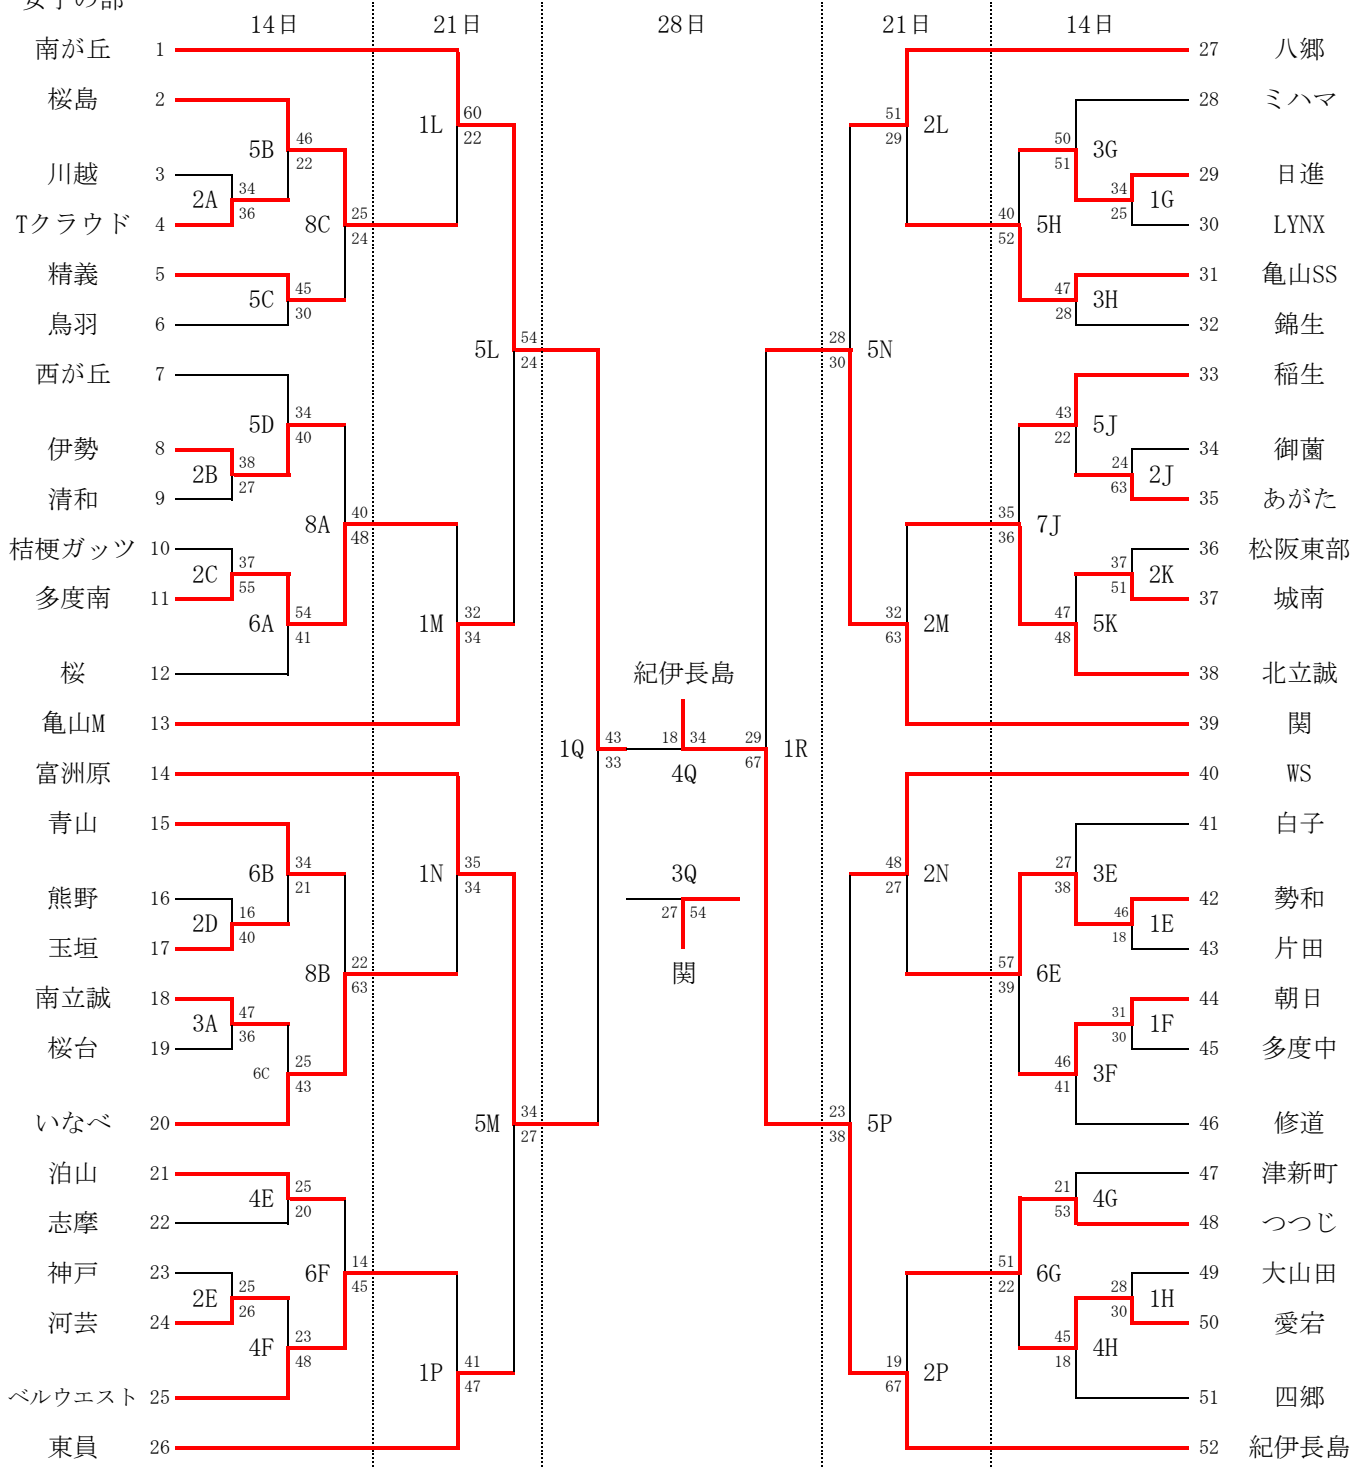 女子の部
14日 21日 28日 21日 14日
南が丘 1
桜島 2
川越 3
Tクラウド 4
精義 5
鳥羽 6
西が丘 7
伊勢 8
清和 9
桔梗ガッツ 10
多度南 11
桜 12
亀山M 13
富洲原 14
青山 15
熊野 16
玉垣 17
南立誠 18
桜台 19
いなべ 20
泊山 21
志摩 22
神戸 23
河芸 24
ベルウエスト 25
東員 26
2A 34 36
2B 38 27
2C 37 55
2D 16 40
3A 47 36
2E 25 26
5B 46 22
5C 45 30
5D 34 40
6A 54 41
6B 34 21
6C 25 43
4E 25 20
4F 23 48
8C 25 24
8A 40 48
8B 22 63
6F 14 45
1L 60 22
1M 32 34
1N 35 34
1P 41 47
5L 54 24
5M 34 27
1Q 43 33
紀伊長島
18 34
4Q
3Q
27 54
関
29 67 1R
28 30 5N
23 38 5P
51 29 2L
32 63 2M
48 27 2N
19 67 2P
40 52 5H
35 36 7J
57 39 6E
51 22 6G
50 51 3G
47 28 3H
43 22 5J
47 48 5K
27 38 3E
46 41 3F
21 53 4G
45 18 4H
34 25 1G
24 63 2J
37 51 2K
46 18 1E
31 30 1F
28 30 1H
27 八郷
28 ミハマ
29 日進
30 LYNX
31 亀山SS
32 錦生
33 稲生
34 御薗
35 あがた
36 松阪東部
37 城南
38 北立誠
39 関
40 WS
41 白子
42 勢和
43 片田
44 朝日
45 多度中
46 修道
47 津新町
48 つつじ
49 大山田
50 愛宕
51 四郷
52 紀伊長島